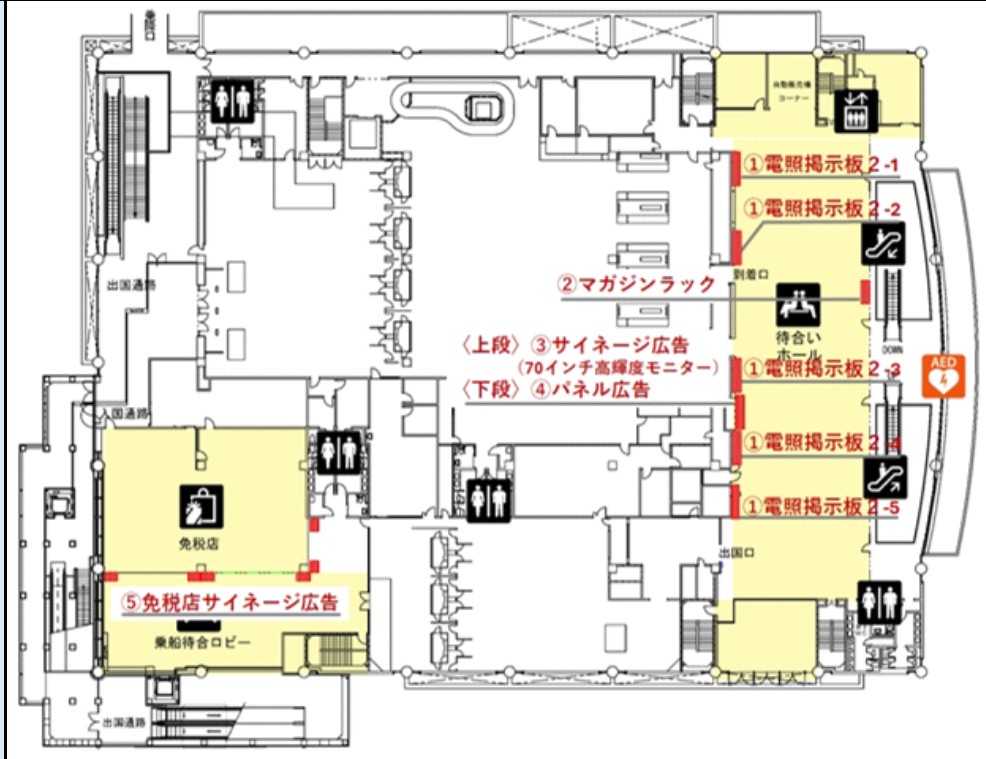 自動販売機
コーナー
①電照掲示板2-1
①電照掲示板2-2
出国通路
到着口
②マガジンラック
待合い
ホール
〈上段〉③サイネージ広告
(70インチ高輝度モニター)
〈下段〉④パネル広告
DOWN
AED
①電照掲示板2-3
入国通路
①電照掲示板2-4
①電照掲示板2-5
免税店
出国口
⑤免税店サイネージ広告
乗船待合ロビー
出国通路